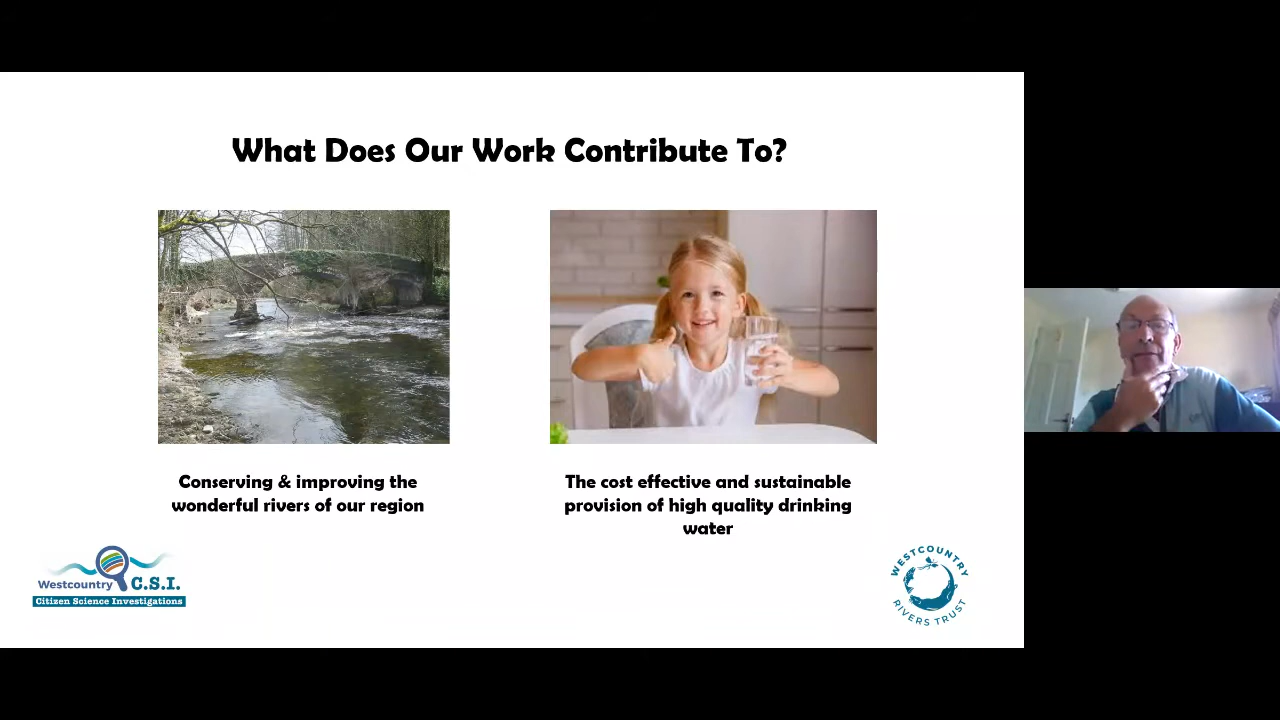 What Does Our Work Contribute To?
Conserving & improving the
wonderful rivers of our region
The cost effective and sustainable
provision of high quality drinking
water
Westcountry C.S.I.
Citizen Science Investigations
WESTCOUNTRY
RIVERS TRUST